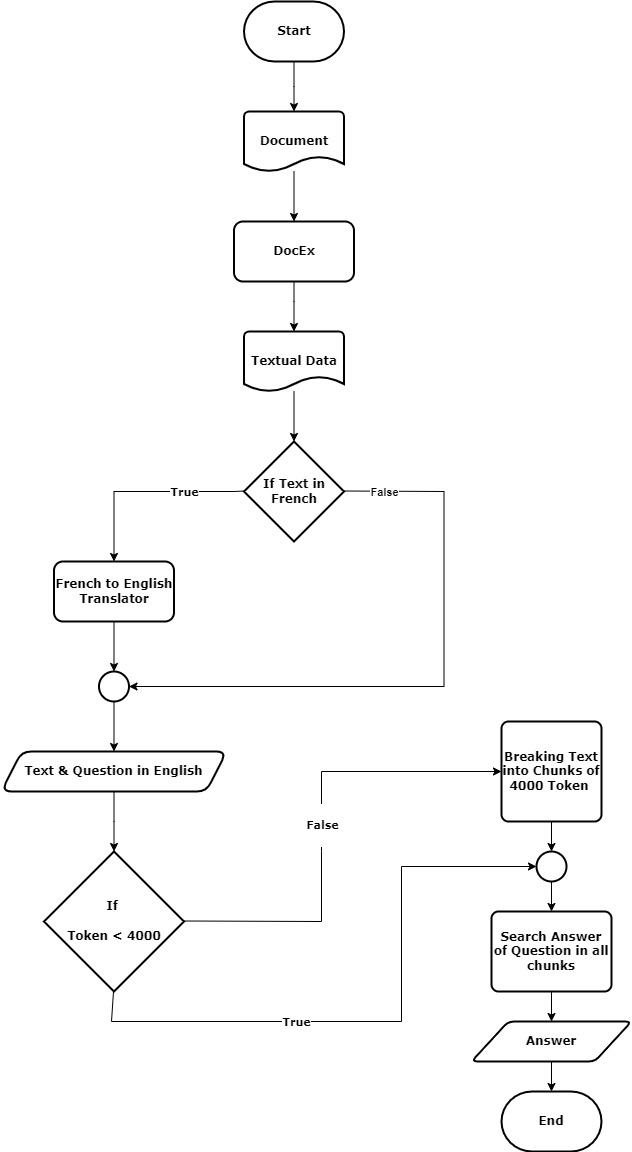 Start
Document
DocEx
Textual Data
If Text in
French
True
False
French to English
Translator
Text & Question in English
If
Token < 4000
False
True
Breaking Text
into Chunks of
4000 Token
Search Answer
of Question in all
chunks
Answer
End